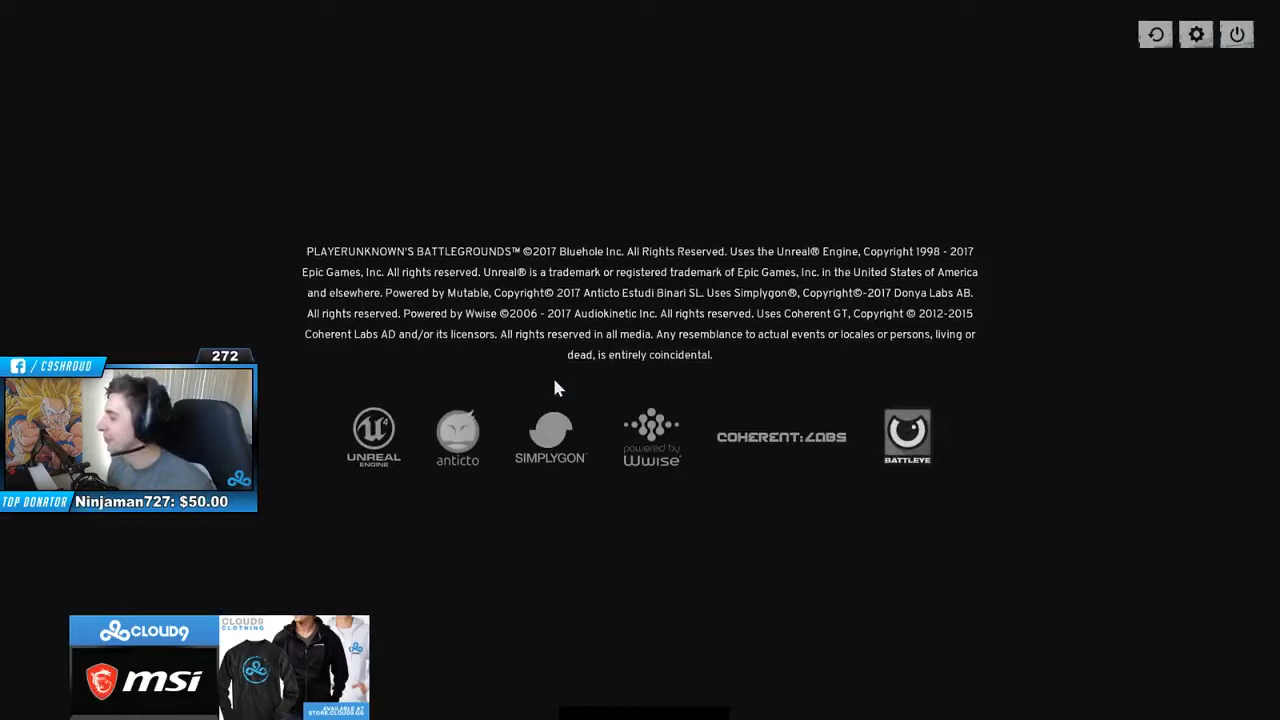 PLAYERUNKNOWN'S BATTLEGROUNDS™ ©2017 Bluehole Inc. All Rights Reserved. Uses the Unreal® Engine, Copyright 1998 - 2017
Epic Games, Inc. All rights reserved. Unreal® is a trademark or registered trademark of Epic Games, Inc. in the United States of America
and elsewhere. Powered by Mutable, Copyright© 2017 Anticto Estudi Binari SL. Uses Simplygon®, Copyright©-2017 Donya Labs AB.
All rights reserved. Powered by Wwise ©2006 - 2017 Audiokinetic Inc. All rights reserved. Uses Coherent GT, Copyright © 2012-2015
Coherent Labs AD and/or its licensors. All rights reserved in all media. Any resemblance to actual events or locales or persons, living or
dead, is entirely coincidental.
272
f / C9SHROUD
UNREAL
ENGINE
anticto
SIMPLYGON
powered by
Wwise
COHERENT:LABS
BATTLEYE
TOP DONATOR Ninjaman727: $50.00
CLOUD9
msi
CLOUD9
CLOTHING
AVAILABLE AT
STORE.CLOUD9.GG